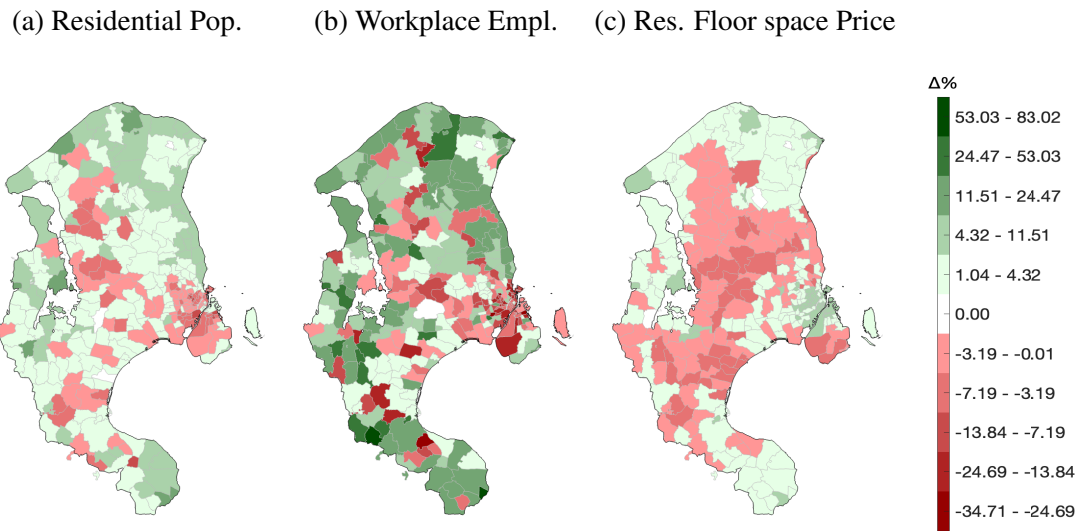 (a) Residential Pop.
(b) Workplace Empl.
(c) Res. Floor space Price
Δ%
53.03 - 83.02
24.47 - 53.03
11.51 - 24.47
4.32 - 11.51
1.04 - 4.32
0.00
-3.19 - -0.01
-7.19 - -3.19
-13.84 - -7.19
-24.69 - -13.84
-34.71 - -24.69